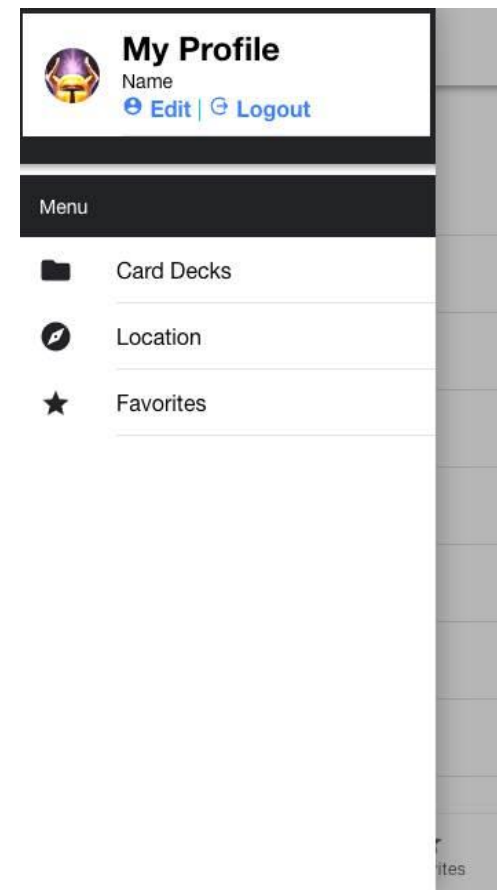 My Profile
Name
Edit | Logout
Menu
Card Decks
Location
Favorites
ites